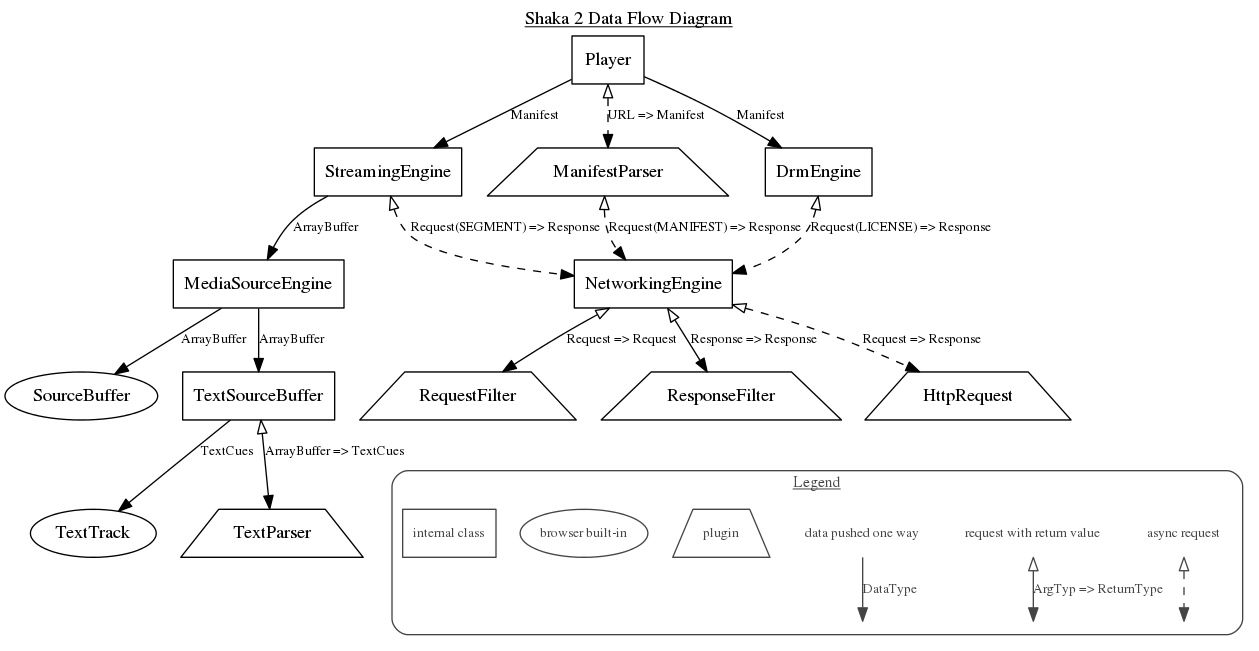 Shaka 2 Data Flow Diagram
Player
Manifest
URL => Manifest
Manifest
StreamingEngine
ManifestParser
DrmEngine
ArrayBuffer
Request(SEGMENT) => Response
Request(MANIFEST) => Response
Request(LICENSE) => Response
MediaSourceEngine
NetworkingEngine
ArrayBuffer
ArrayBuffer
Request => Request
Response => Response
Request => Response
SourceBuffer
TextSourceBuffer
RequestFilter
ResponseFilter
HttpRequest
TextCues
ArrayBuffer => TextCues
TextTrack
TextParser
Legend
internal class
browser built-in
plugin
data pushed one way
request with return value
async request
DataType
ArgTyp => ReturnType